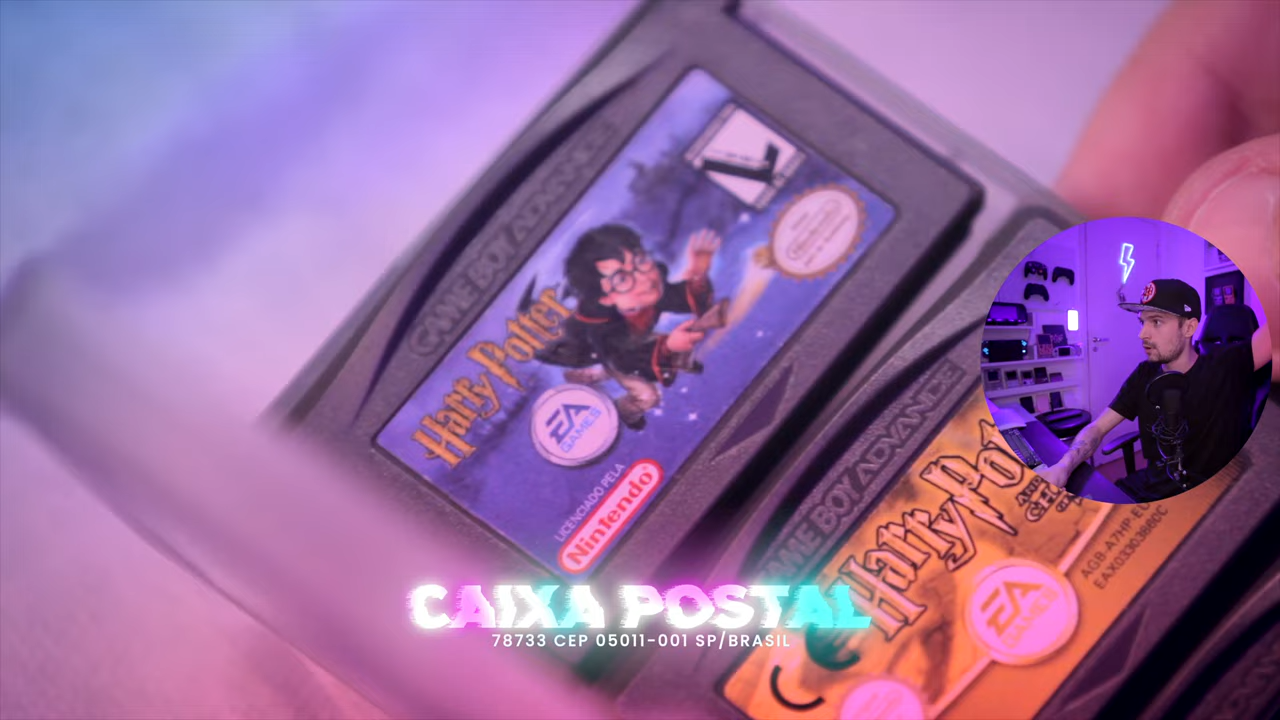 GAME BOY ADVANCE
Harry Potter
EA
GAMES
LICENCIADO PELA
Nintendo
GAME BOY ADVANCE
Harry Pot
AGB-A7HP-EU
EAX03303660C
EA
GAMES
CAIXA POSTAL
78733 CEP 05011-001 SP/BRASIL